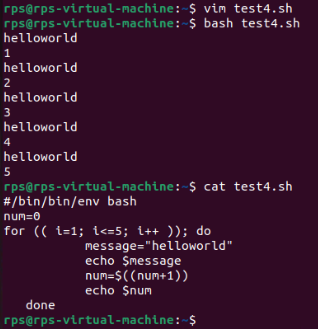 rps@rps-virtual-machine:~$ vim test4.sh
rps@rps-virtual-machine:~$ bash test4.sh
helloworld
1
helloworld
2
helloworld
3
helloworld
4
helloworld
5
rps@rps-virtual-machine:~$ cat test4.sh
#/bin/bin/env bash
num=0
for (( i=1; i<=5; i++ )); do
message="helloworld"
echo $message
num=$((num+1))
echo $num
done
rps@rps-virtual-machine:~$